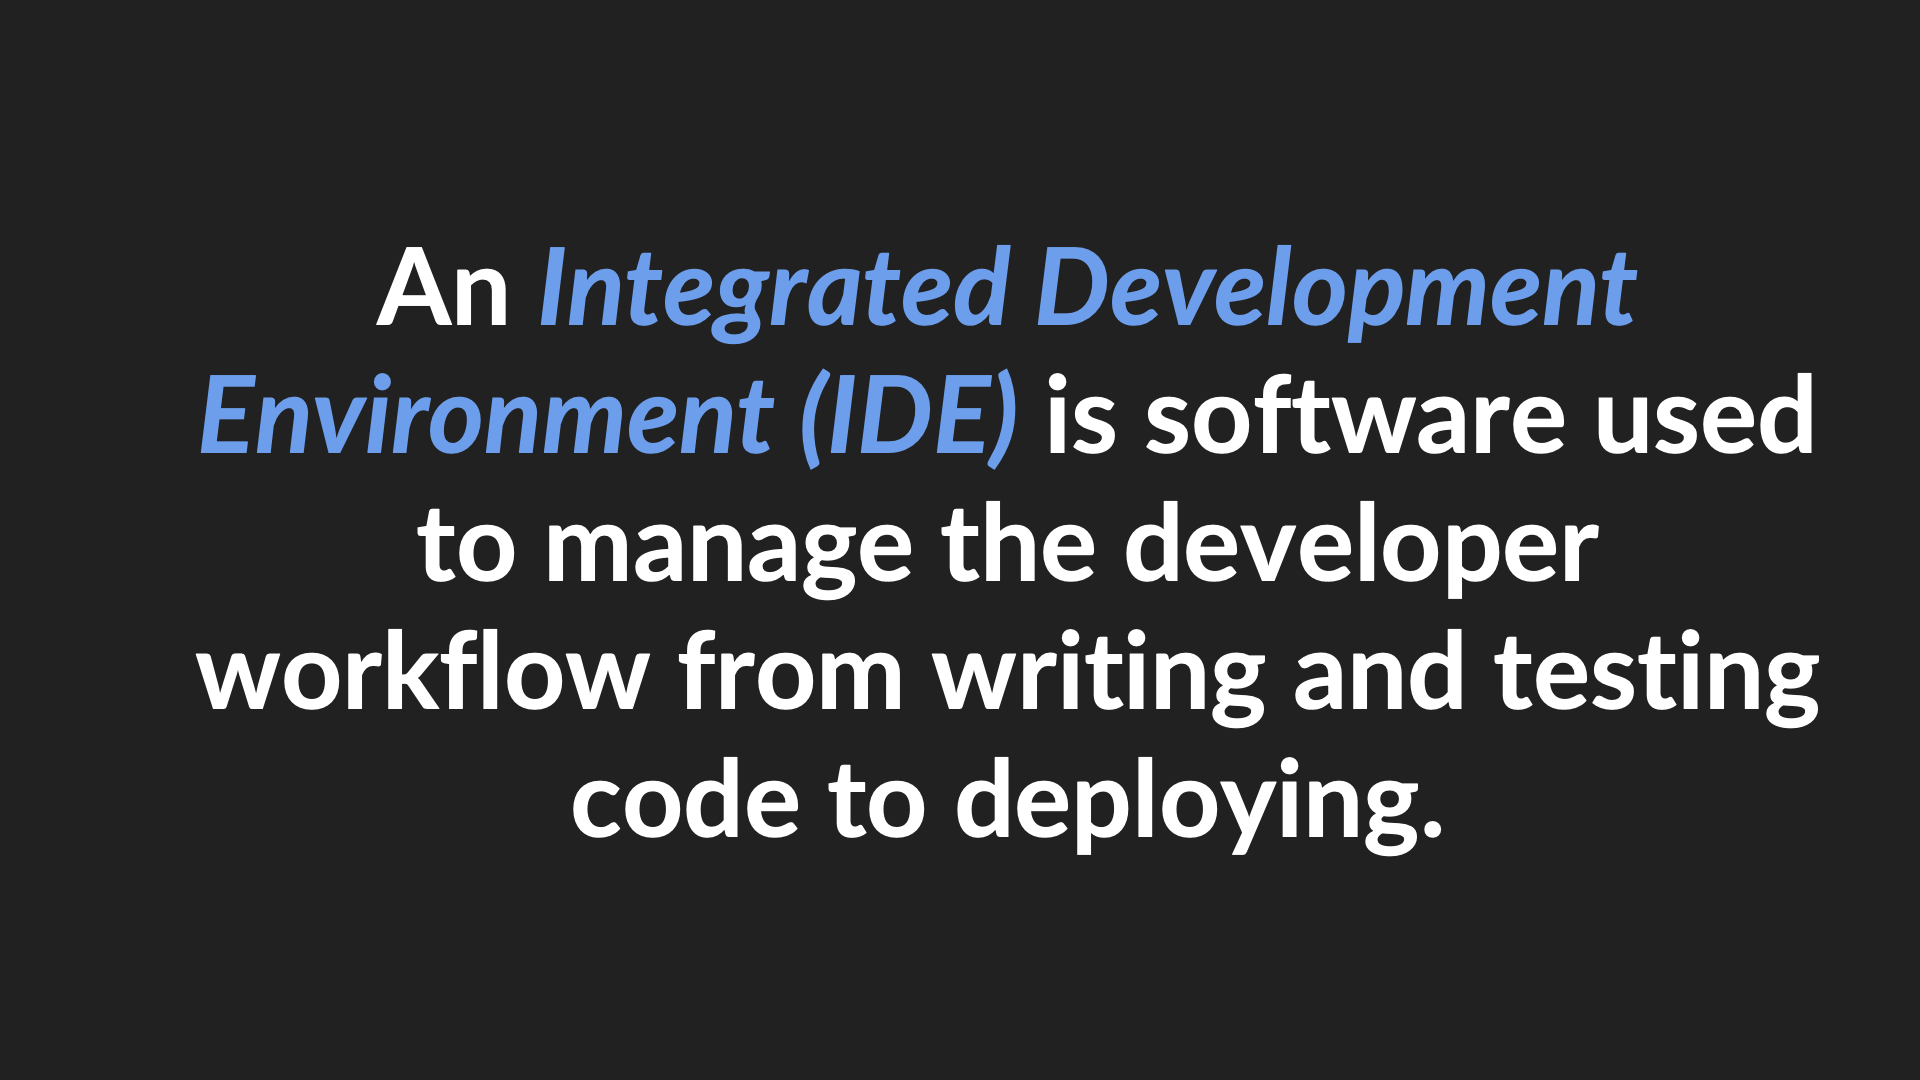 An Integrated Development
Environment (IDE) is software used
to manage the developer
workflow from writing and testing
code to deploying.